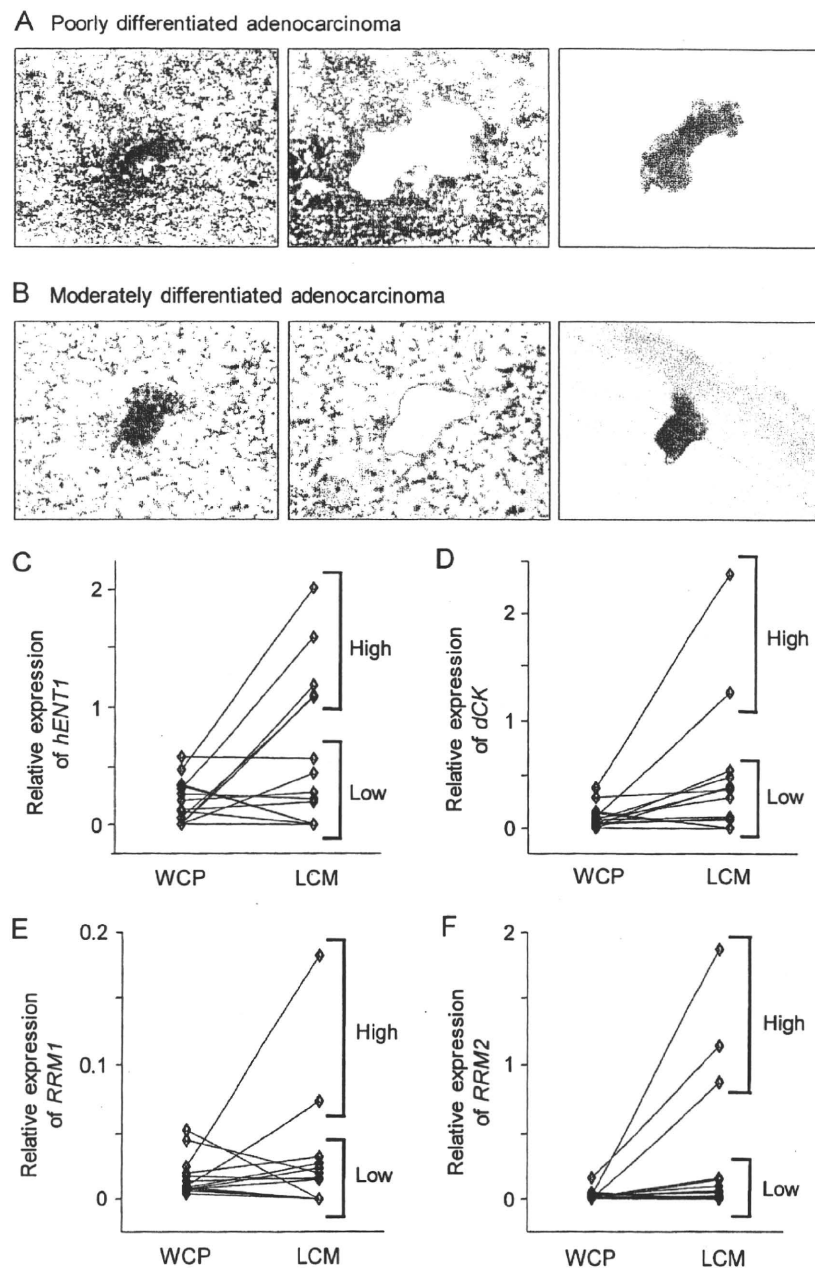 A Poorly differentiated adenocarcinoma
B Moderately differentiated adenocarcinoma
C
Relative expression
of hENT1
2
1
0
High
Low
WCP LCM
D
Relative expression
of dCK
2
1
0
High
Low
WCP LCM
E
Relative expression
of RRM1
0.2
0.1
0
High
Low
WCP LCM
F
Relative expression
of RRM2
2
1
0
High
Low
WCP LCM